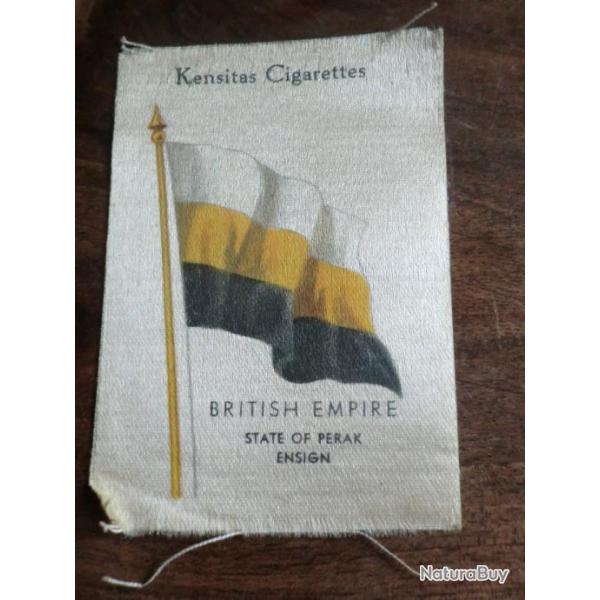 Kensitas Cigarettes
BRITISH EMPIRE
STATE OF PERAK
ENSIGN
NaturaBuy